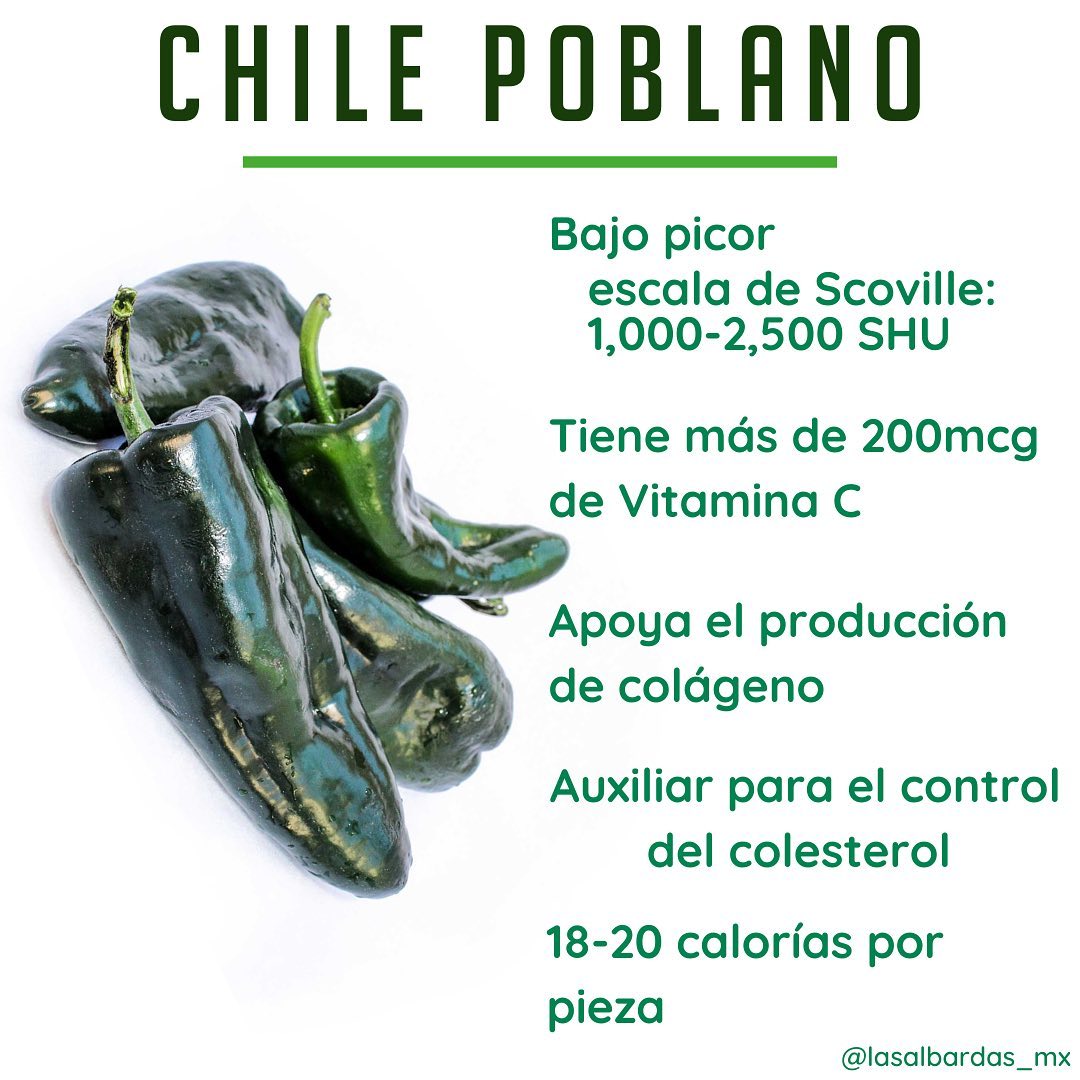 CHILE POBLANO
Bajo picor
escala de Scoville:
1,000-2,500 SHU
Tiene más de 200mcg
de Vitamina C
Apoya el producción
de colágeno
Auxiliar para el control
del colesterol
18-20 calorías por
pieza
@lasalbardas_mx